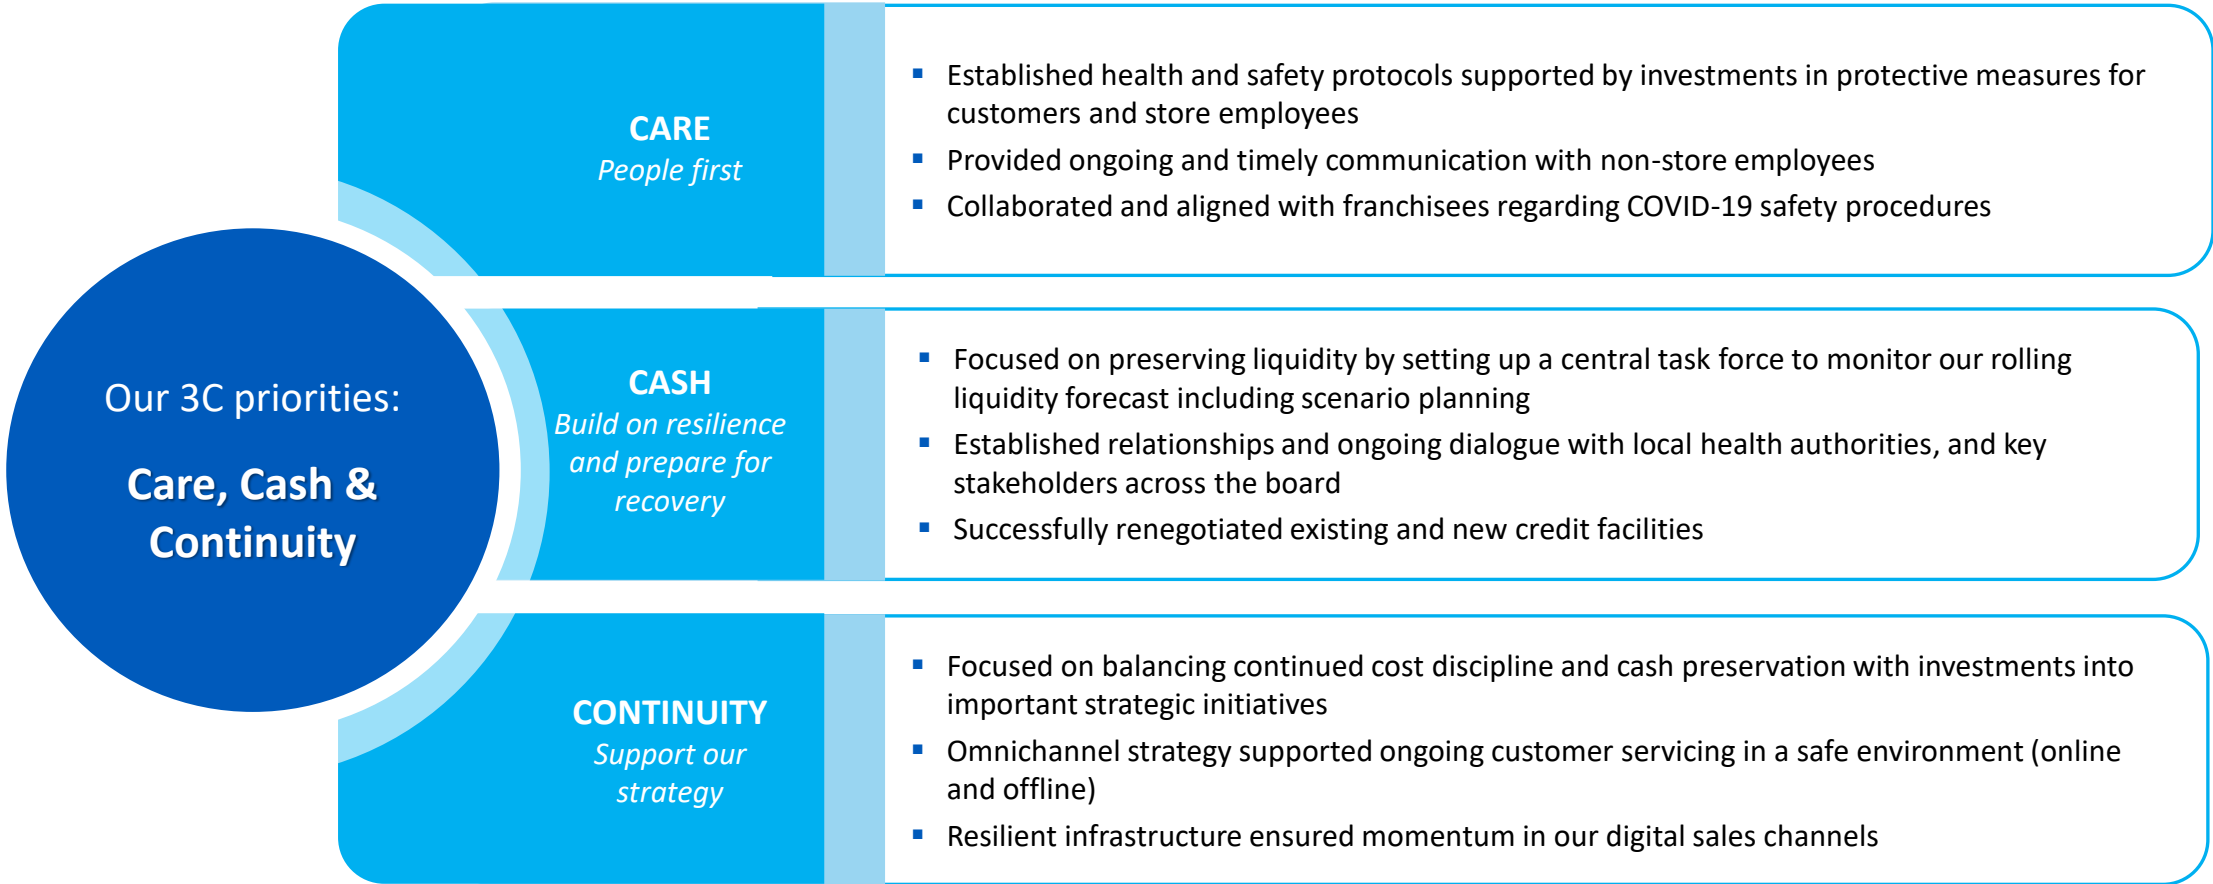 Our 3C priorities:
Care, Cash &
Continuity
CARE
People first
▪ Established health and safety protocols supported by investments in protective measures for
customers and store employees
▪ Provided ongoing and timely communication with non-store employees
▪ Collaborated and aligned with franchisees regarding COVID-19 safety procedures
CASH
Build on resilience
and prepare for
recovery
▪ Focused on preserving liquidity by setting up a central task force to monitor our rolling
liquidity forecast including scenario planning
▪ Established relationships and ongoing dialogue with local health authorities, and key
stakeholders across the board
▪ Successfully renegotiated existing and new credit facilities
CONTINUITY
Support our
strategy
▪ Focused on balancing continued cost discipline and cash preservation with investments into
important strategic initiatives
▪ Omnichannel strategy supported ongoing customer servicing in a safe environment (online
and offline)
▪ Resilient infrastructure ensured momentum in our digital sales channels